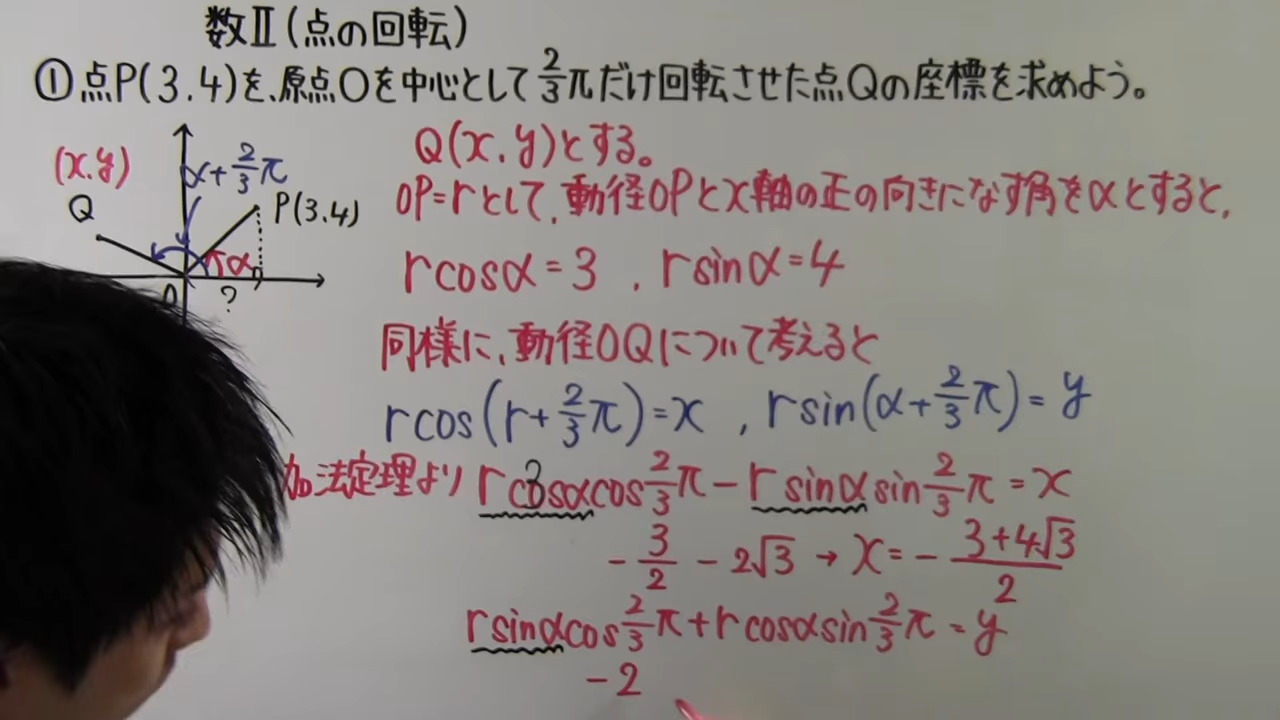 数Ⅱ(点の回転)
①点P(3.4)を、原点Oを中心として2/3πだけ回転させた点Qの座標を求めよう。
(x.y)
α+2/3π
Q
P(3.4)
α
O
?
Q(x.y)とする。
OP=rとして、動径OPとx軸の正の向きになす角をαとすると、
rcosα=3 , rsinα=4
同様に、動径OQについて考えると
rcos(r+2/3π)=x , rsin(α+2/3π)=y
加法定理より rcosαcos2/3π-rsinαsin2/3π=x
3
-3/2-2√3→x=-(3+4√3)/2
rsinαcos2/3π+rcosαsin2/3π=y
-2